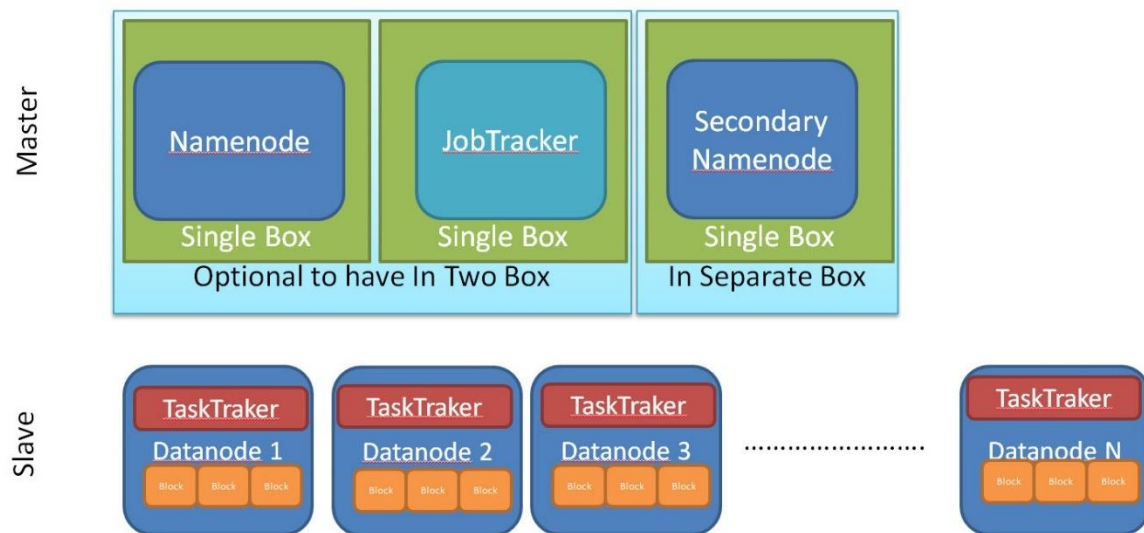 Master
Namenode
Single Box
JobTracker
Single Box
Optional to have In Two Box
Secondary
Namenode
Single Box
In Separate Box
Slave
TaskTraker
Datanode 1
Block Block Block
TaskTraker
Datanode 2
Block Block Block
TaskTraker
Datanode 3
Block Block Block
..............................
TaskTraker
Datanode N
Block Block Block